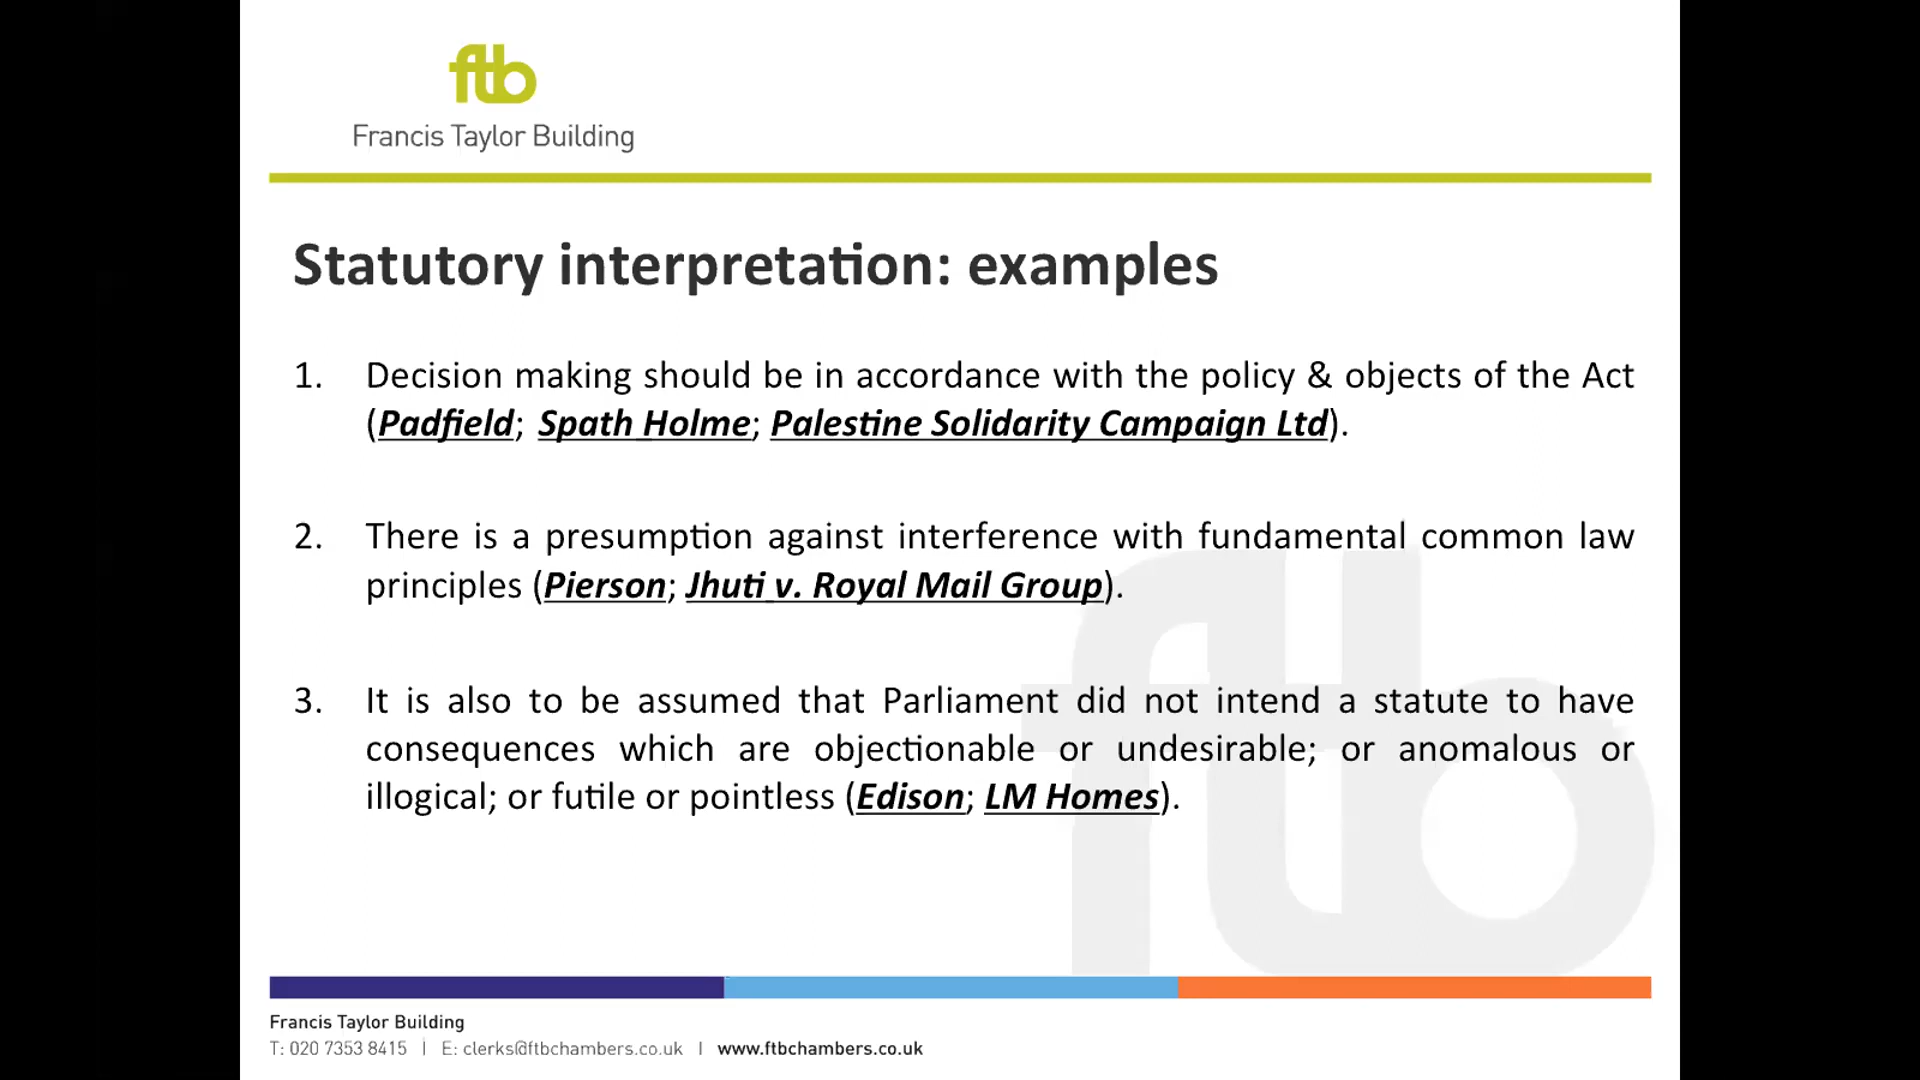 ftb
Francis Taylor Building
Statutory interpretation: examples
1. Decision making should be in accordance with the policy & objects of the Act
(Padfield; Spath Holme; Palestine Solidarity Campaign Ltd).
2. There is a presumption against interference with fundamental common law
principles (Pierson; Jhuti v. Royal Mail Group).
3. It is also to be assumed that Parliament did not intend a statute to have
consequences which are objectionable or undesirable; or anomalous or
illogical; or futile or pointless (Edison; LM Homes).
ftb
Francis Taylor Building
T: 020 7353 8415 | E: clerks@ftbchambers.co.uk | www.ftbchambers.co.uk